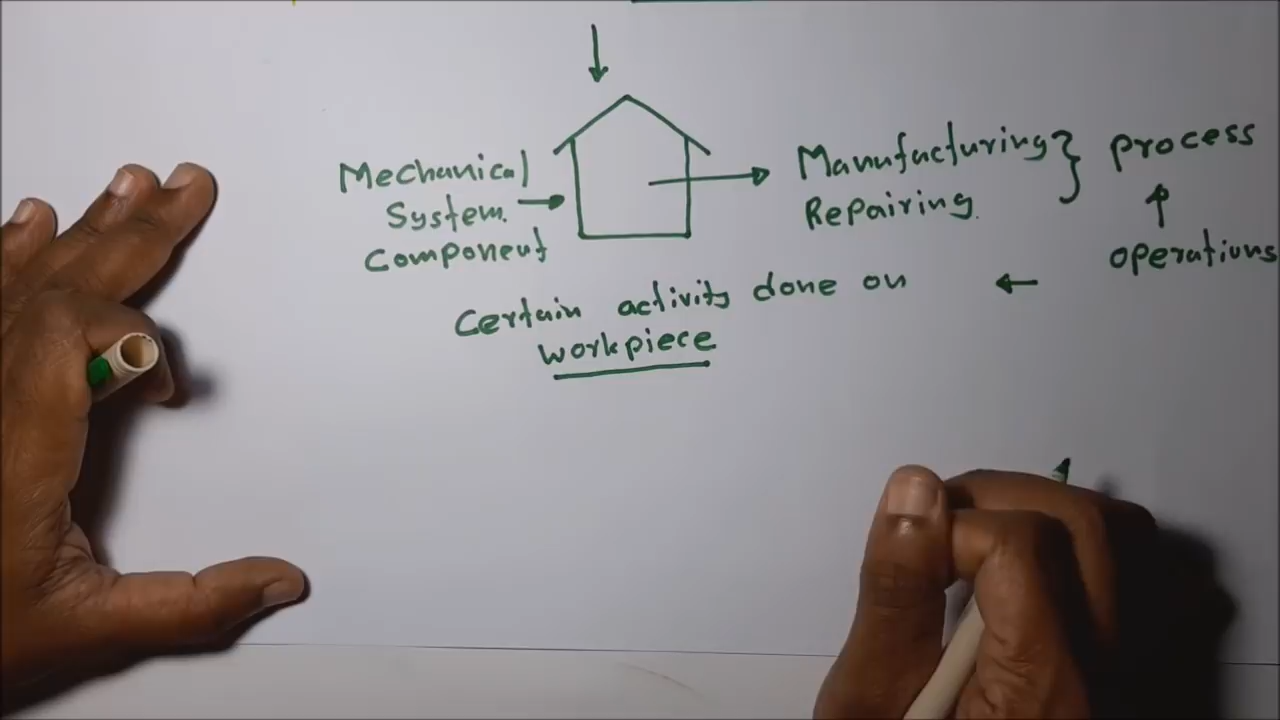 Mechanical
System.
Component
Manufacturing
Repairing.
process
operations
Certain activity done on
workpiece